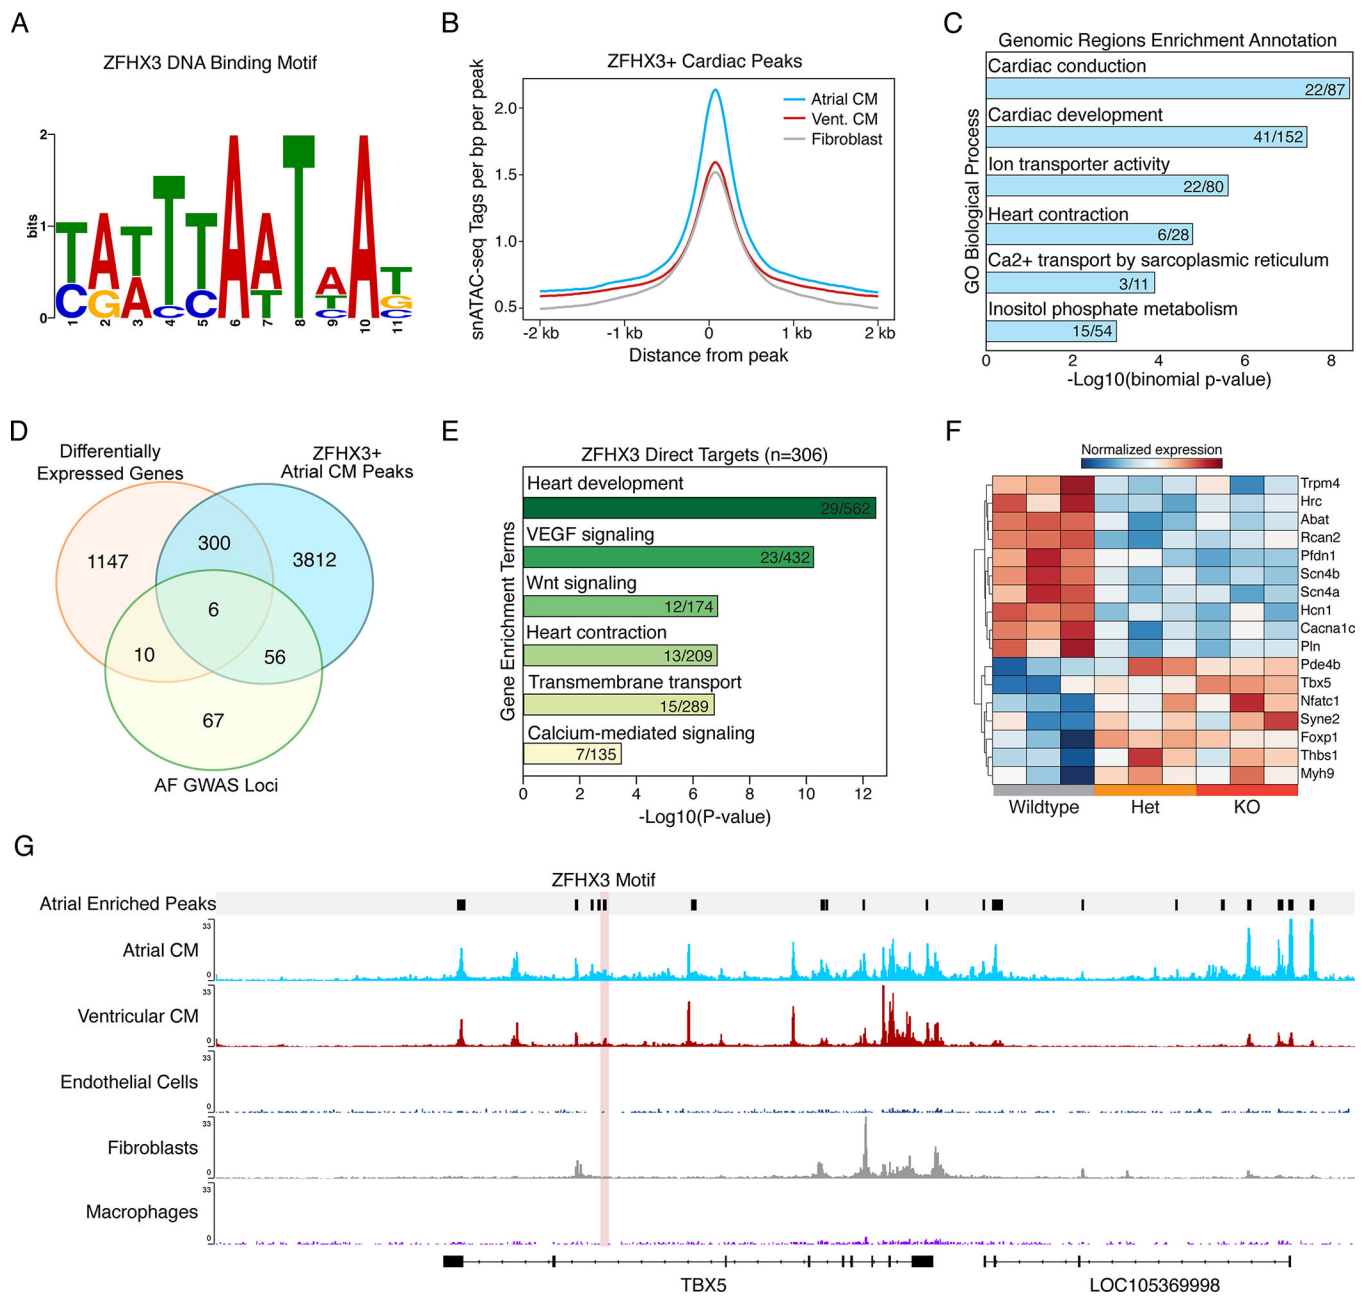 A
ZFHX3 DNA Binding Motif
2
1
0
bits
T A T T T A A T A A T
C G A C C T T C G C
1 2 3 4 5 6 7 8 9 10 11
B
ZFHX3+ Cardiac Peaks
snATAC-seq Tags per bp per peak
2.0
1.5
1.0
0.5
Atrial CM
Vent. CM
Fibroblast
-2 kb -1 kb 0 1 kb 2 kb
Distance from peak
C
Genomic Regions Enrichment Annotation
GO Biological Process
Cardiac conduction
22/87
Cardiac development
41/152
Ion transporter activity
22/80
Heart contraction
6/28
Ca2+ transport by sarcoplasmic reticulum
3/11
Inositol phosphate metabolism
15/54
0 2 4 6 8
-Log10(binomial p-value)
D
Differentially
Expressed Genes
ZFHX3+
Atrial CM Peaks
1147
300
3812
6
10
56
67
AF GWAS Loci
E
ZFHX3 Direct Targets (n=306)
Gene Enrichment Terms
Heart development
29/562
VEGF signaling
23/432
Wnt signaling
12/174
Heart contraction
13/209
Transmembrane transport
15/289
Calcium-mediated signaling
7/135
0 2 4 6 8 10 12
-Log10(P-value)
F
Normalized expression
Trpm4
Hrc
Abat
Rcan2
Pfdn1
Scn4b
Scn4a
Hcn1
Cacna1c
Pln
Pde4b
Tbx5
Nfatc1
Syne2
Foxp1
Thbs1
Myh9
Wildtype Het KO
G
ZFHX3 Motif
Atrial Enriched Peaks
33
Atrial CM
0
33
Ventricular CM
0
33
Endothelial Cells
0
33
Fibroblasts
0
33
Macrophages
0
TBX5
LOC105369998